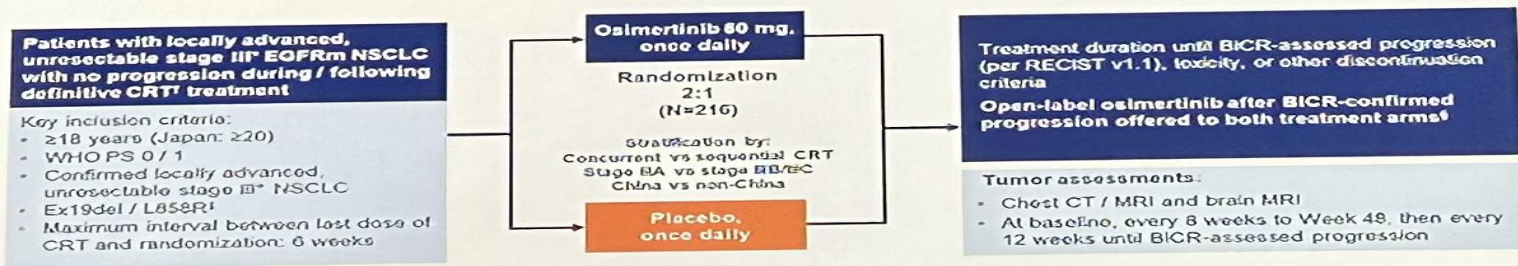 Patients with locally advanced,
unresectable stage III* EGFRm NSCLC
with no progression during / following
definitive CRT† treatment
Key inclusion criteria:
• ≥18 years (Japan: ≥20)
• WHO PS 0 / 1
• Confirmed locally advanced,
unresectable stage III* NSCLC
• Ex19del / L858R‡
• Maximum interval between last dose of
CRT and randomization: 6 weeks
Osimertinib 80 mg,
once daily
Randomization
2:1
(N=216)
Stratification by:
Concurrent vs sequential CRT
Stage IIIA vs stage IIIB/IIIC
China vs non-China
Placebo,
once daily
Treatment duration until BICR-assessed progression
(per RECIST v1.1), toxicity, or other discontinuation
criteria
Open-label osimertinib after BICR-confirmed
progression offered to both treatment arms
Tumor assessments:
• Chest CT / MRI and brain MRI
• At baseline, every 8 weeks to Week 48, then every
12 weeks until BICR-assessed progression